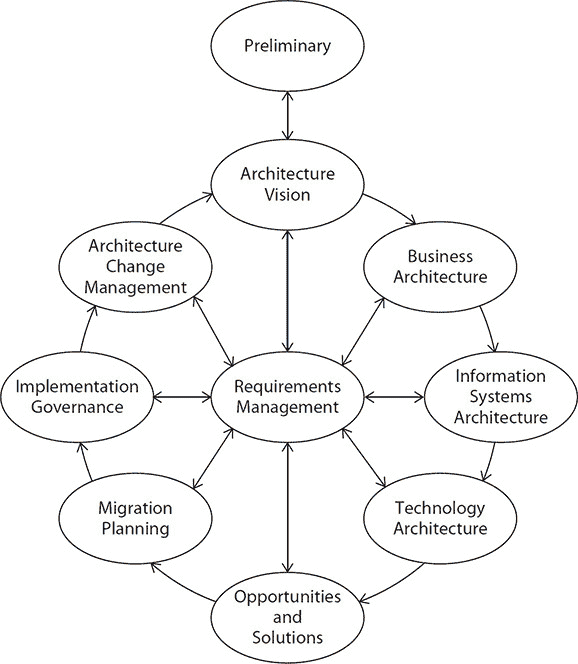 Preliminary
Architecture
Vision
Architecture
Change
Management
Business
Architecture
Implementation
Governance
Requirements
Management
Information
Systems
Architecture
Migration
Planning
Technology
Architecture
Opportunities
and
Solutions